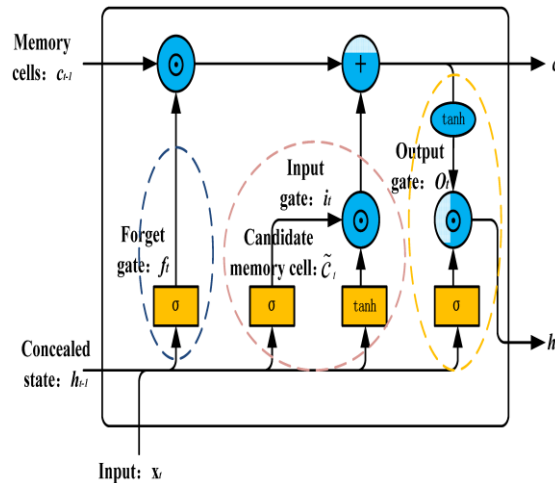 Memory
cells: cₜ₋₁
⊙
+
c
tanh
Output
gate: Oₜ
Input
gate: iₜ
⊙
⊙
Forget
gate: fₜ
Candidate
memory cell: C̃ₜ
σ
σ
tanh
σ
Concealed
state: hₜ₋₁
h
Input: xₜ